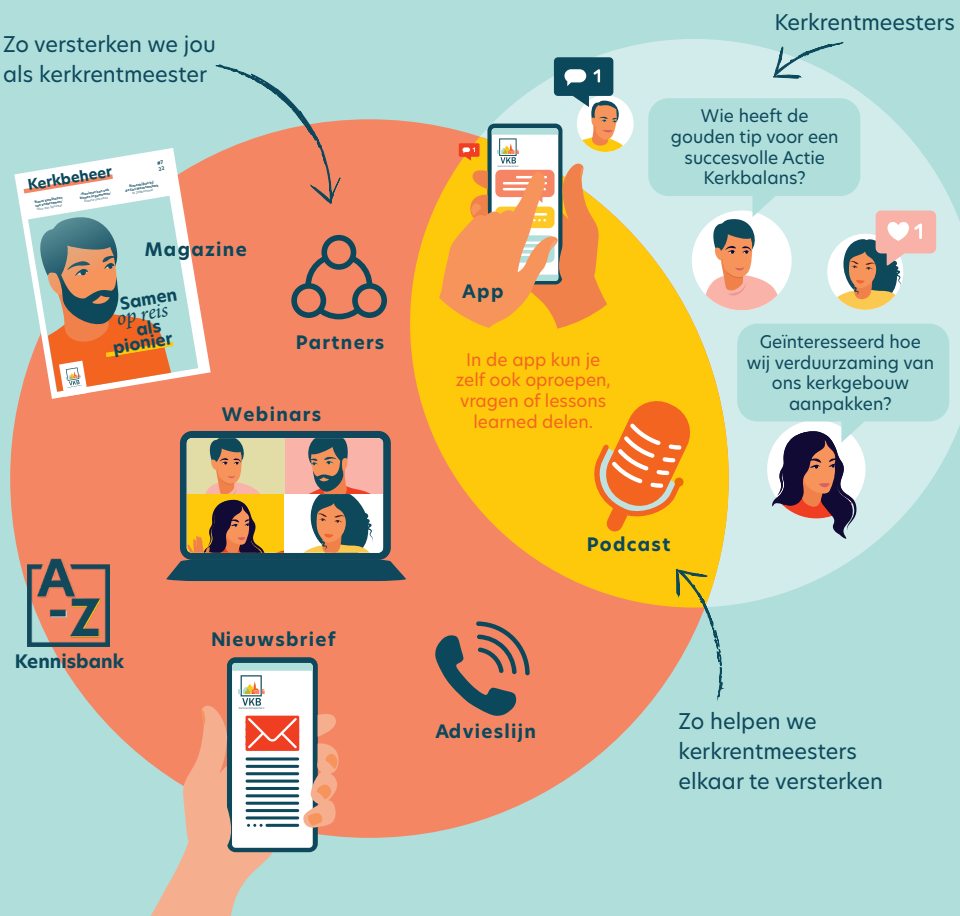 Zo versterken we jou
als kerkrentmeester
Kerkrentmeesters
1
Wie heeft de
gouden tip voor een
succesvolle Actie
Kerkbalans?
1
VKB
Kerkbeheer
#7
22
Magazine
Samen
op reis
als
pionier
1
App
Partners
Geïnteresseerd hoe
wij verduurzaming van
ons kerkgebouw
aanpakken?
In de app kun je
zelf ook oproepen,
vragen of lessons
learned delen.
Webinars
Podcast
A
-Z
Kennisbank
Nieuwsbrief
VKB
Advieslijn
Zo helpen we
kerkrentmeesters
elkaar te versterken